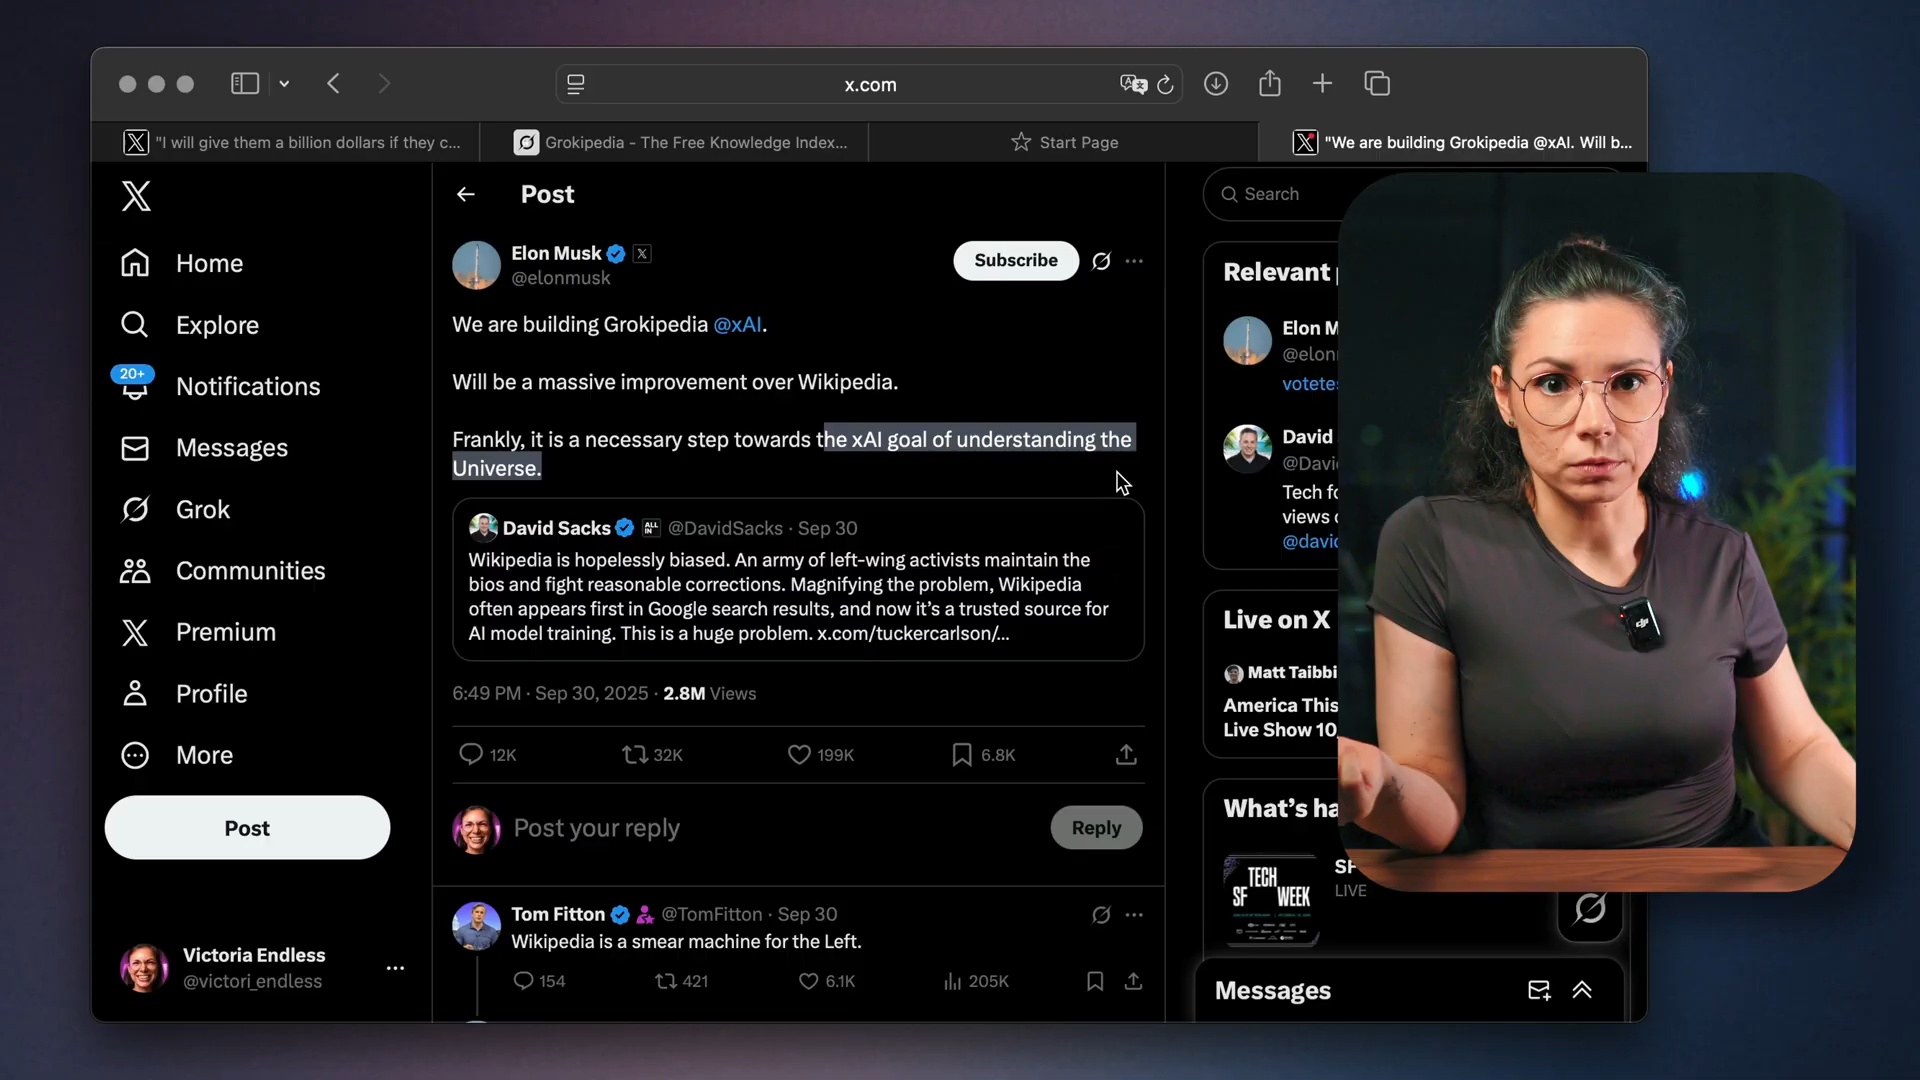 x.com
"I will give them a billion dollars if they c...
Grokipedia - The Free Knowledge Index...
Start Page
"We are building Grokipedia @xAI. Will b...
Home
Explore
20+
Notifications
Messages
Grok
Communities
Premium
Profile
More
Post
Victoria Endless
@victori_endless
Post
Elon Musk
@elonmusk
Subscribe
We are building Grokipedia @xAI.
Will be a massive improvement over Wikipedia.
Frankly, it is a necessary step towards the xAI goal of understanding the
Universe.
David Sacks ALL IN @DavidSacks · Sep 30
Wikipedia is hopelessly biased. An army of left-wing activists maintain the
bios and fight reasonable corrections. Magnifying the problem, Wikipedia
often appears first in Google search results, and now it's a trusted source for
AI model training. This is a huge problem. x.com/tuckercarlson/...
6:49 PM · Sep 30, 2025 · 2.8M Views
12K 32K 199K 6.8K
Post your reply
Reply
Tom Fitton @TomFitton · Sep 30
Wikipedia is a smear machine for the Left.
154 421 6.1K 205K
Search
Relevant
Elon M
@elon
votetes
David
@Davi
Tech fo
views
@david
Live on X
Matt Taibbi
America This
Live Show 10
What's ha
TECH
SF WEEK
SF
LIVE
Messages
dji